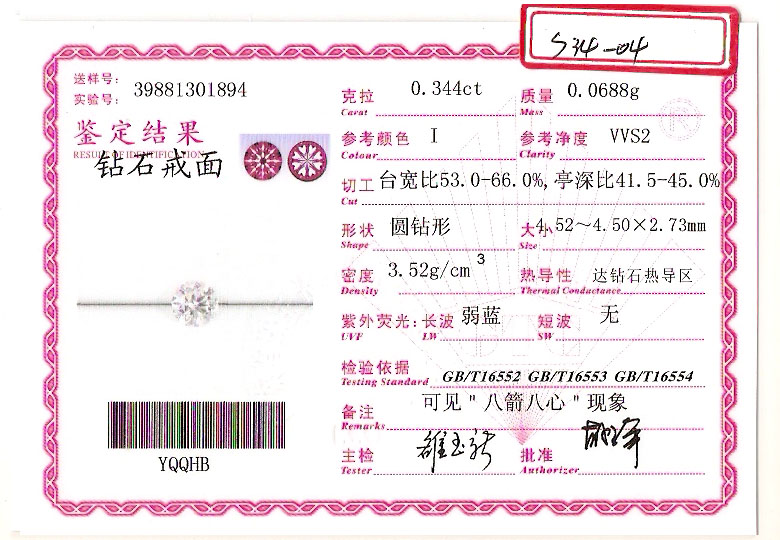 S34-04
送样号:
实验号: 39881301894
鉴定结果
RESULT OF IDENTIFICATION
钻石戒面
克拉 0.344ct 质量 0.0688g
Carat Mass
参考颜色 I 参考净度 VVS2
Colour Clarity
切工 台宽比53.0-66.0%,亭深比41.5-45.0%
Cut
形状 圆钻形 大小 4.52～4.50×2.73mm
Shape Size
密度 3.52g/cm³ 热导性 达钻石热导区
Density Thermal Conductance
紫外荧光: 长波 弱蓝 短波 无
UVF LW SW
检验依据 GB/T16552 GB/T16553 GB/T16554
Testing Standard
备注 可见"八箭八心"现象
Remarks
主检 批准
Tester Authorizer
YQQHB